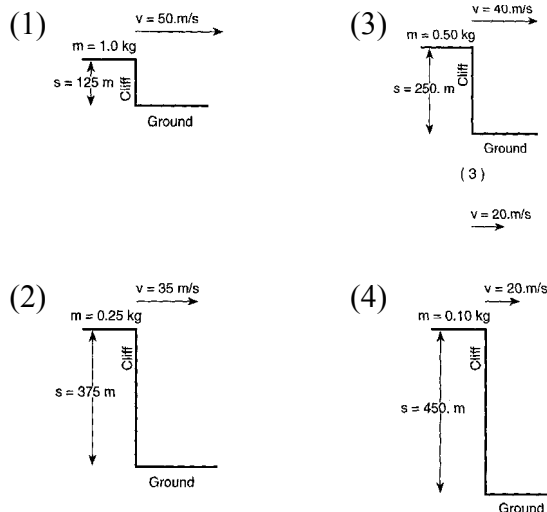 (1)
v = 50.m/s
m = 1.0 kg
s = 125 m
Cliff
Ground
(3)
v = 40.m/s
m = 0.50 kg
s = 250. m
Cliff
Ground
(3)
v = 20.m/s
(2)
v = 35 m/s
m = 0.25 kg
s = 375 m
Cliff
Ground
(4)
v = 20.m/s
m = 0.10 kg
s = 450. m
Cliff
Ground